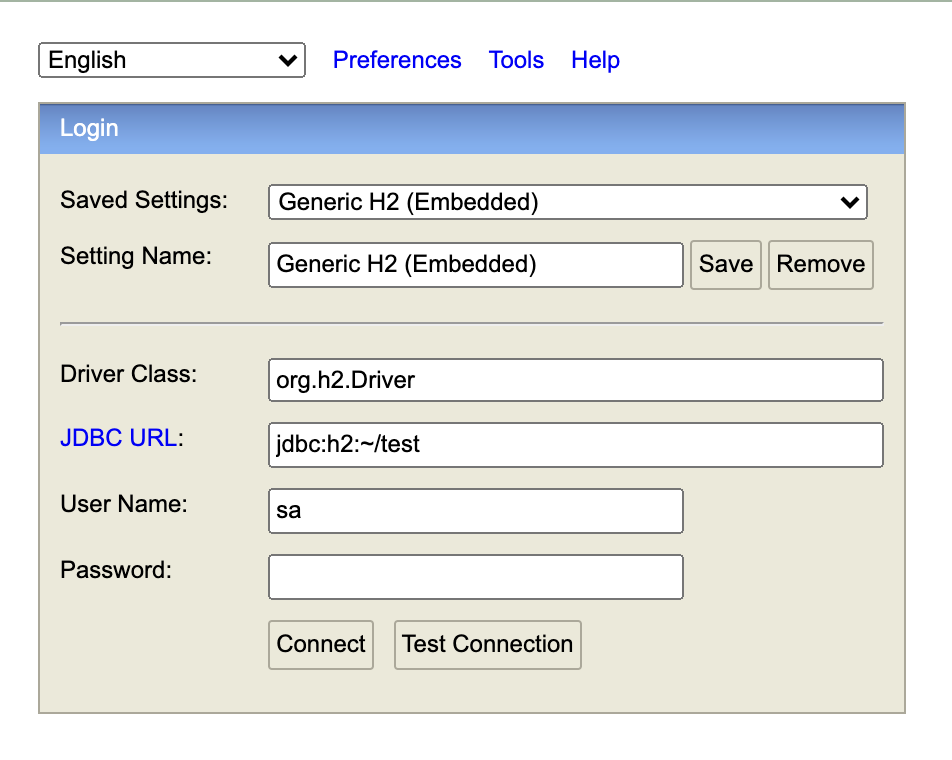 English Preferences Tools Help
Login
Saved Settings: Generic H2 (Embedded)
Setting Name: Generic H2 (Embedded) Save Remove
Driver Class: org.h2.Driver
JDBC URL: jdbc:h2:~/test
User Name: sa
Password:
Connect Test Connection